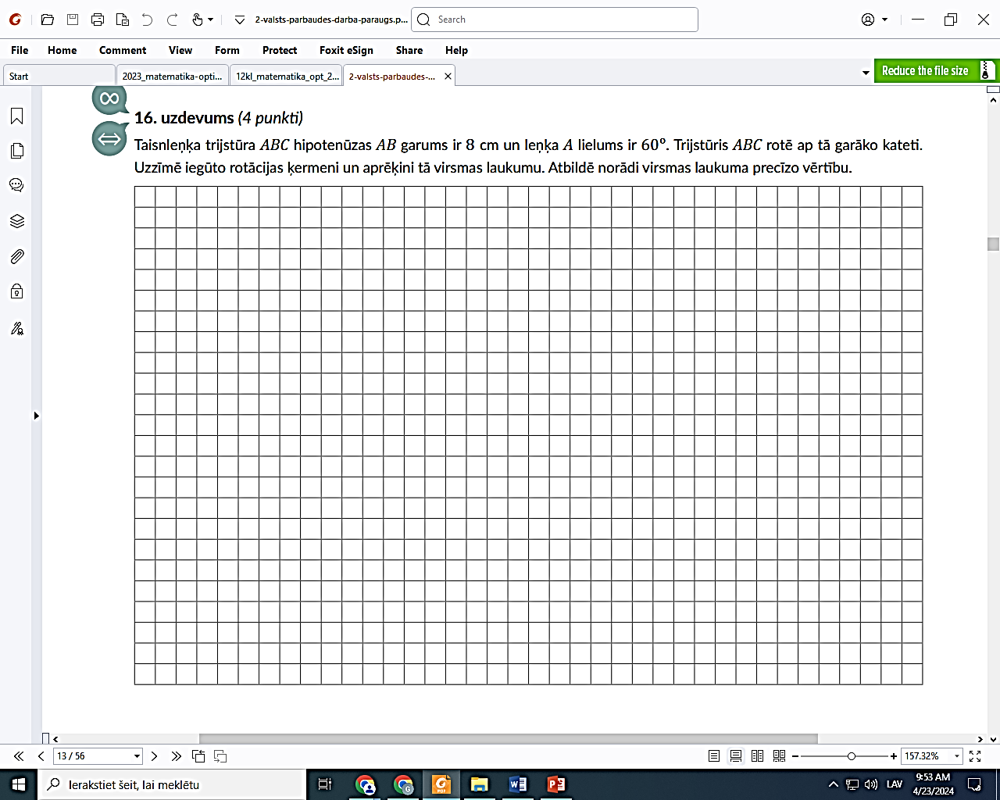 2-valsts-parbaudes-darba-paraugs.p...
Search
File Home Comment View Form Protect Foxit eSign Share Help
Start
2023_matematika-opti...
12kl_matematika_opt_2...
2-valsts-parbaudes-...
Reduce the file size
16. uzdevums (4 punkti)
Taisnleņķa trijstūra ABC hipotenūzas AB garums ir 8 cm un leņķa A lielums ir 60°. Trijstūris ABC rotē ap tā garāko kateti.
Uzzīmē iegūto rotācijas ķermeni un aprēķini tā virsmas laukumu. Atbildē norādi virsmas laukuma precīzo vērtību.
13 / 56
157.32%
Ierakstiet šeit, lai meklētu
LAV
9:53 AM
4/23/2024